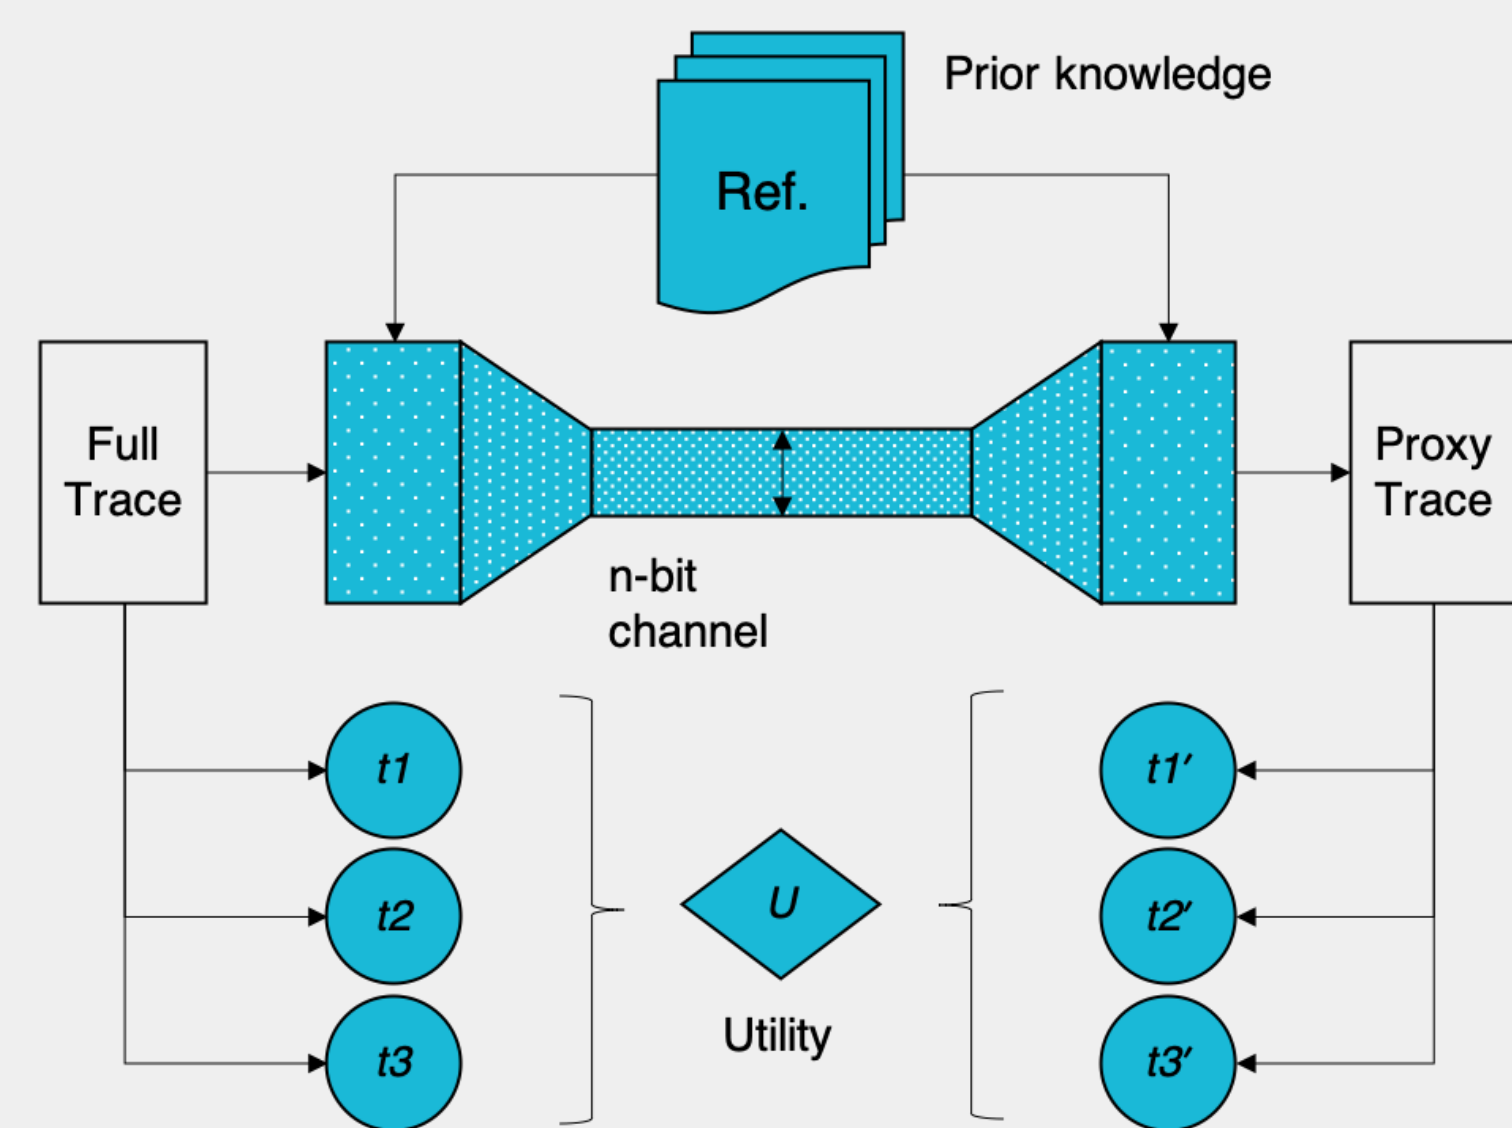 Prior knowledge
Ref.
Full
Trace
Proxy
Trace
n-bit
channel
t1
t1′
t2
U
t2′
Utility
t3
t3′